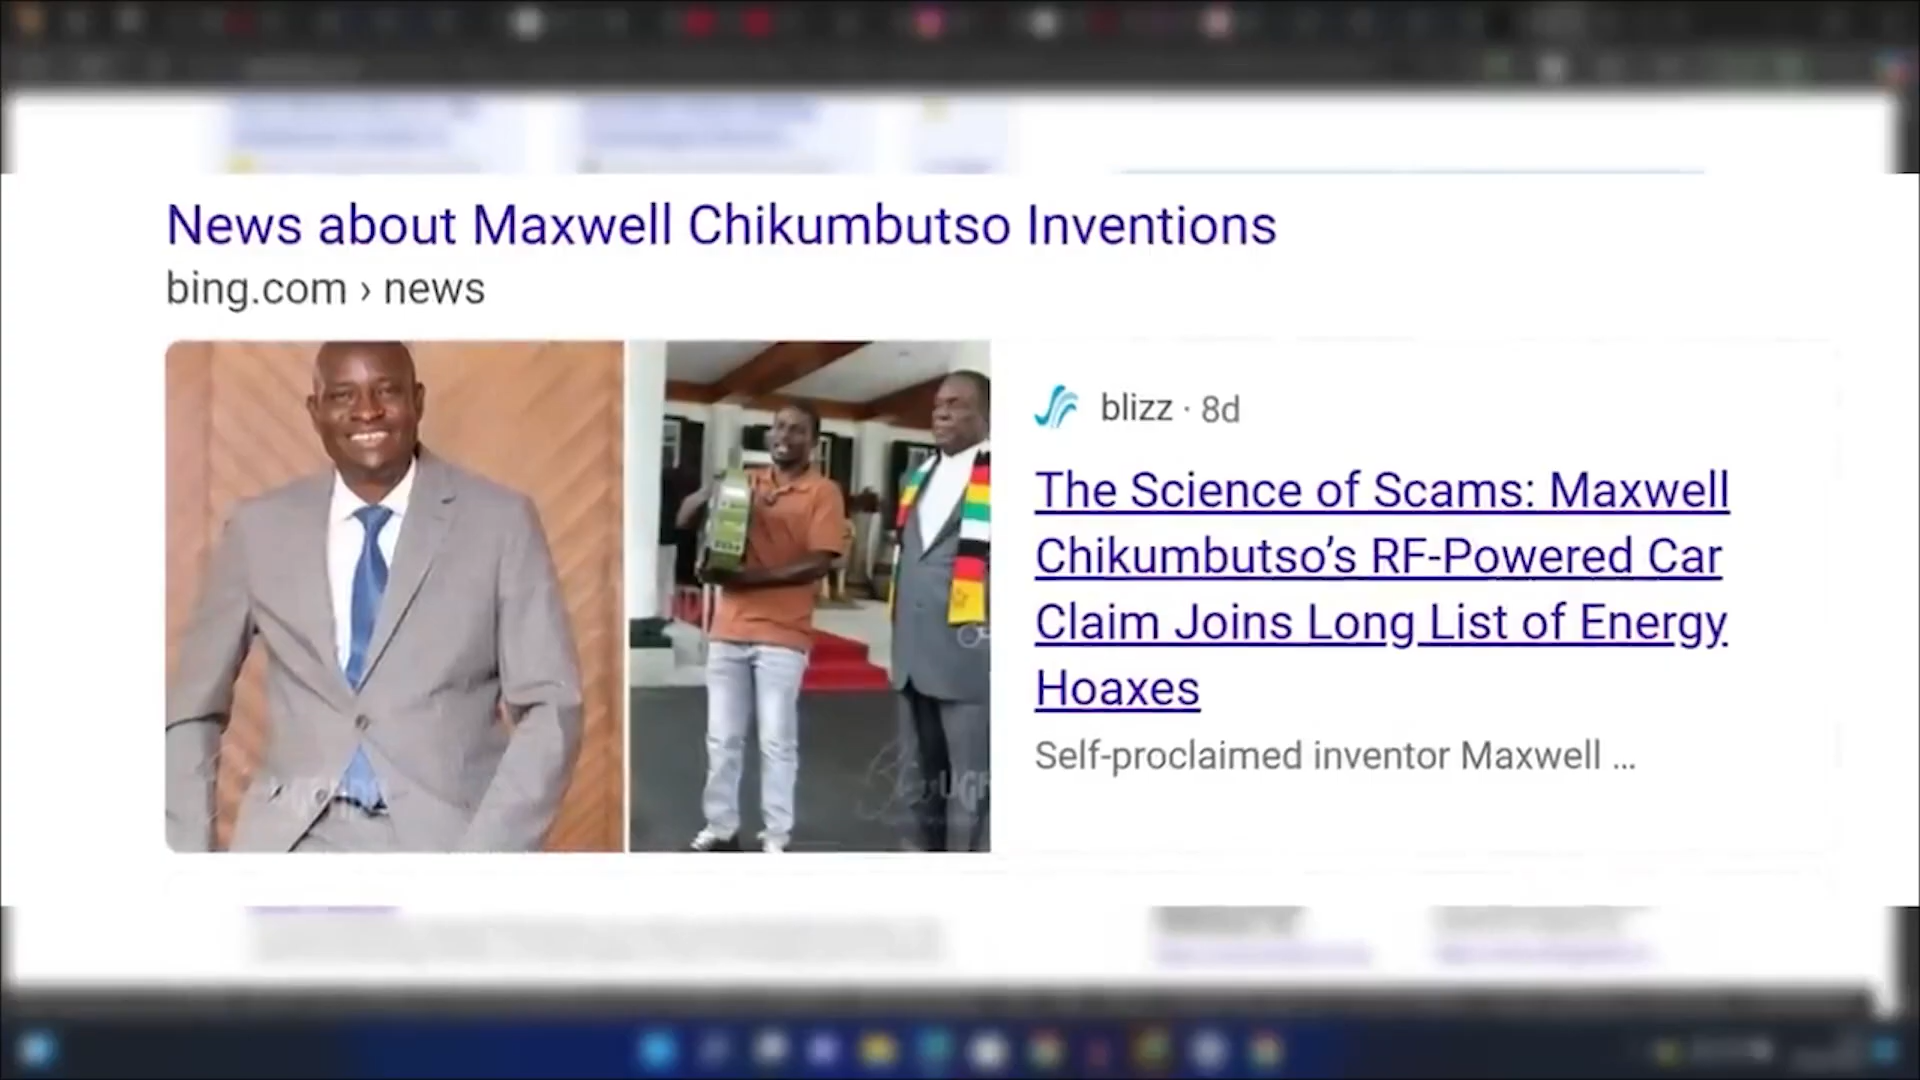 News about Maxwell Chikumbutso Inventions
bing.com › news
blizz · 8d
The Science of Scams: Maxwell
Chikumbutso’s RF-Powered Car
Claim Joins Long List of Energy
Hoaxes
Self-proclaimed inventor Maxwell ...